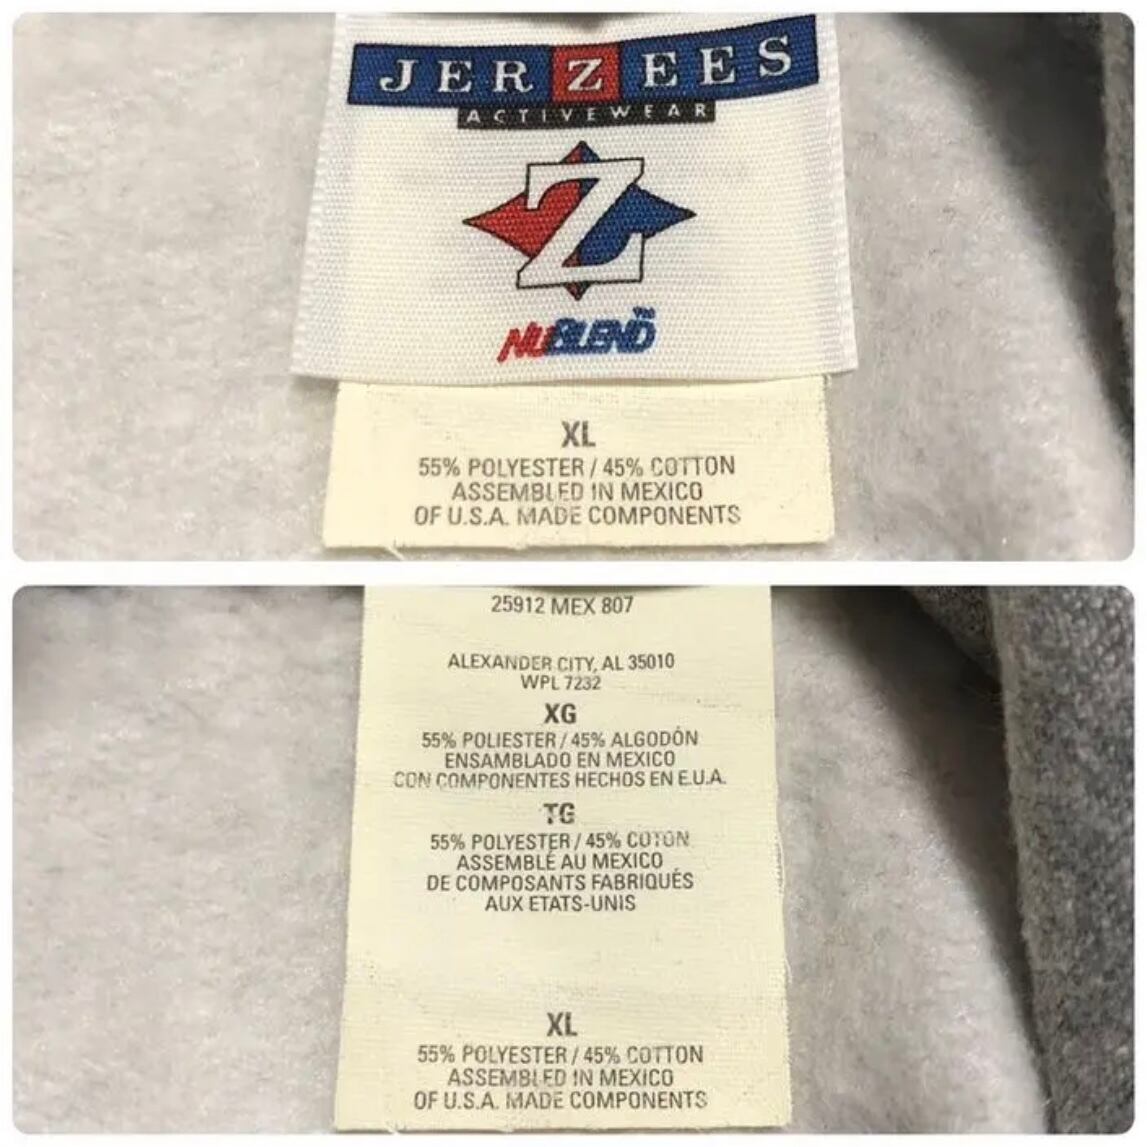 JERZEES
ACTIVEWEAR
Z
NUBLEND™
XL
55% POLYESTER / 45% COTTON
ASSEMBLED IN MEXICO
OF U.S.A. MADE COMPONENTS
25912 MEX 807
ALEXANDER CITY, AL 35010
WPL 7232
XG
55% POLIESTER / 45% ALGODÓN
ENSAMBLADO EN MEXICO
CON COMPONENTES HECHOS EN E.U.A.
TG
55% POLYESTER / 45% COTON
ASSEMBLÉ AU MEXICO
DE COMPOSANTS FABRIQUÉS
AUX ETATS-UNIS
XL
55% POLYESTER / 45% COTTON
ASSEMBLED IN MEXICO
OF U.S.A. MADE COMPONENTS